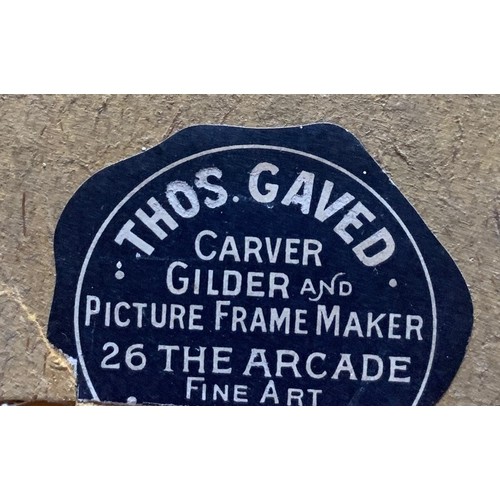 THOS. GAVED
CARVER
GILDER AND
PICTURE FRAME MAKER
26 THE ARCADE
FINE ART